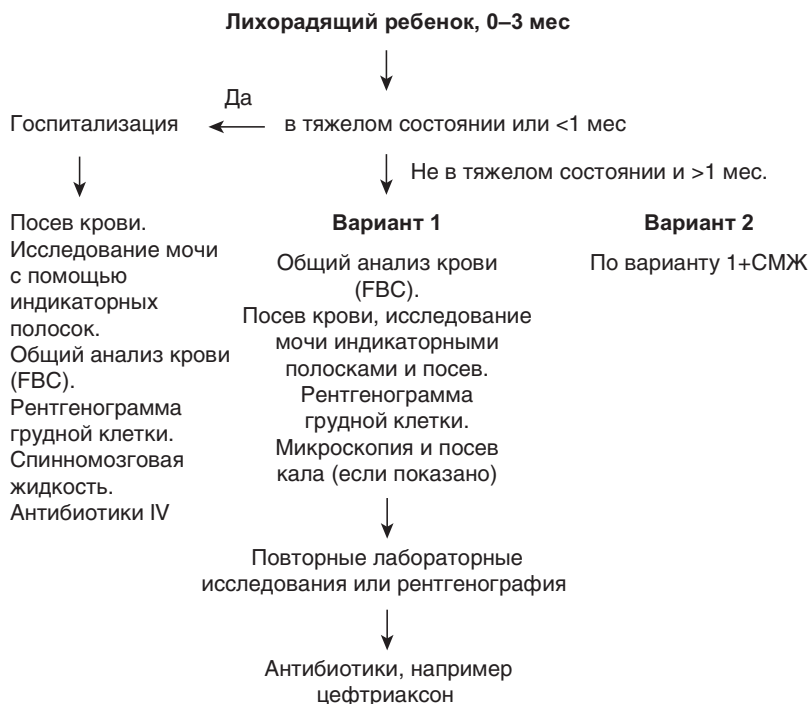 Лихорадящий ребенок, 0–3 мес
Да
Госпитализация
в тяжелом состоянии или <1 мес
Не в тяжелом состоянии и >1 мес.
Посев крови.
Исследование мочи
с помощью
индикаторных
полосок.
Общий анализ крови
(FBC).
Рентгенограмма
грудной клетки.
Спинномозговая
жидкость.
Антибиотики IV
Вариант 1
Общий анализ крови
(FBC).
Посев крови, исследование
мочи индикаторными
полосками и посев.
Рентгенограмма
грудной клетки.
Микроскопия и посев
кала (если показано)
Повторные лабораторные
исследования или рентгенография
Антибиотики, например
цефтриаксон
Вариант 2
По варианту 1+СМЖ